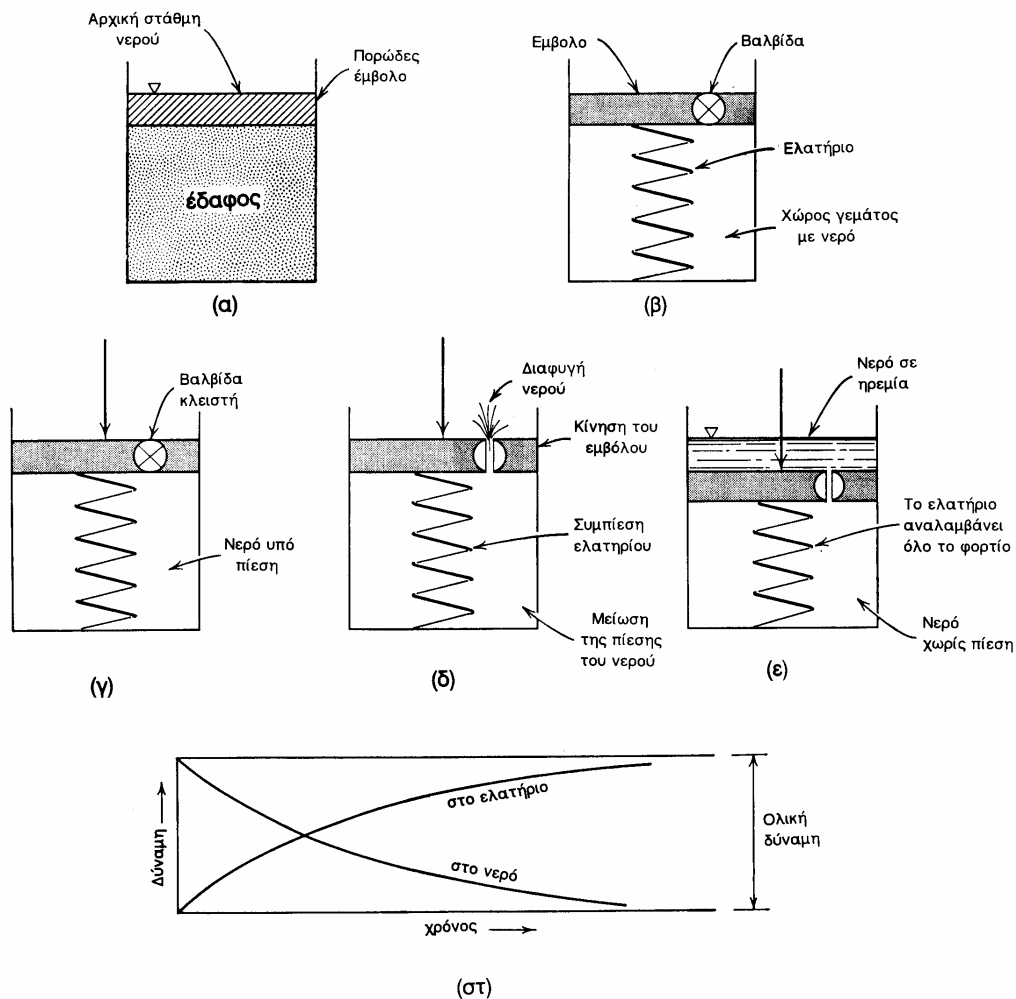 Αρχική στάθμη
νερού
Πορώδες
έμβολο
έδαφος
(α)
Εμβολο
Βαλβίδα
Ελατήριο
Χώρος γεμάτος
με νερό
(β)
Βαλβίδα
κλειστή
Νερό υπό
πίεση
(γ)
Διαφυγή
νερού
Κίνηση του
εμβόλου
Συμπίεση
ελατηρίου
Μείωση
της πίεσης
του νερού
(δ)
Νερό σε
ηρεμία
Το ελατήριο
αναλαμβάνει
όλο το φορτίο
Νερό
χωρίς πίεση
(ε)
Δύναμη
στο ελατήριο
στο νερό
Ολική
δύναμη
χρόνος
(στ)